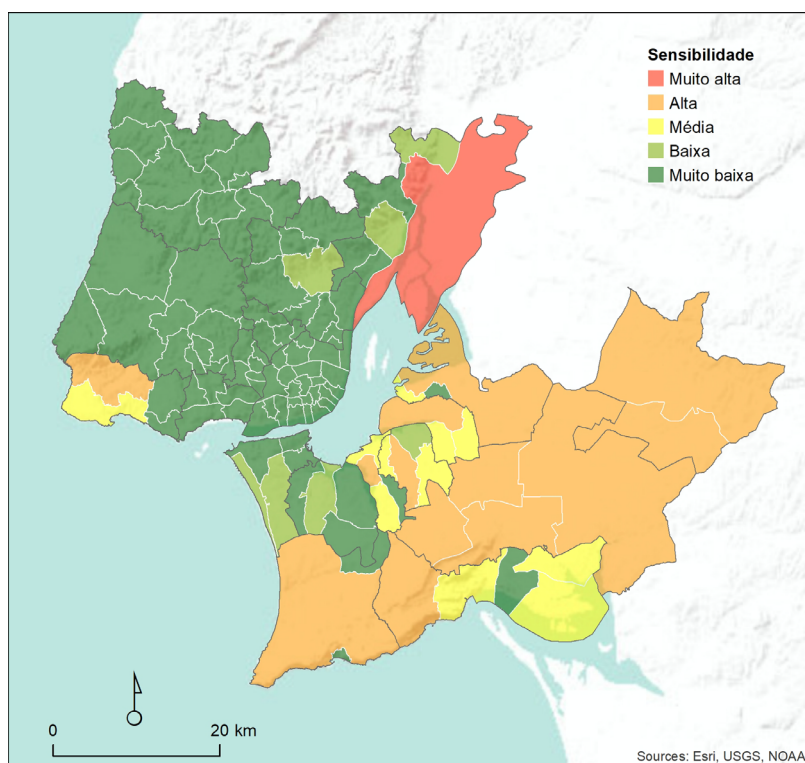 Sensibilidade
Muito alta
Alta
Média
Baixa
Muito baixa
0 20 km
Sources: Esri, USGS, NOAA